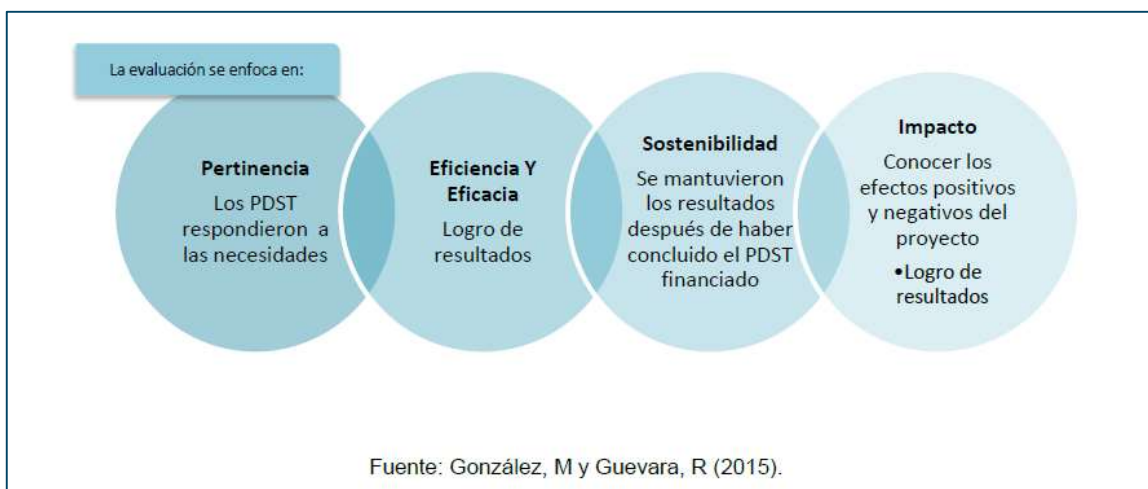 La evaluación se enfoca en:
Pertinencia
Los PDST
respondieron a
las necesidades
Eficiencia Y
Eficacia
Logro de
resultados
Sostenibilidad
Se mantuvieron
los resultados
después de haber
concluido el PDST
financiado
Impacto
Conocer los
efectos positivos
y negativos del
proyecto
•Logro de
resultados
Fuente: González, M y Guevara, R (2015).